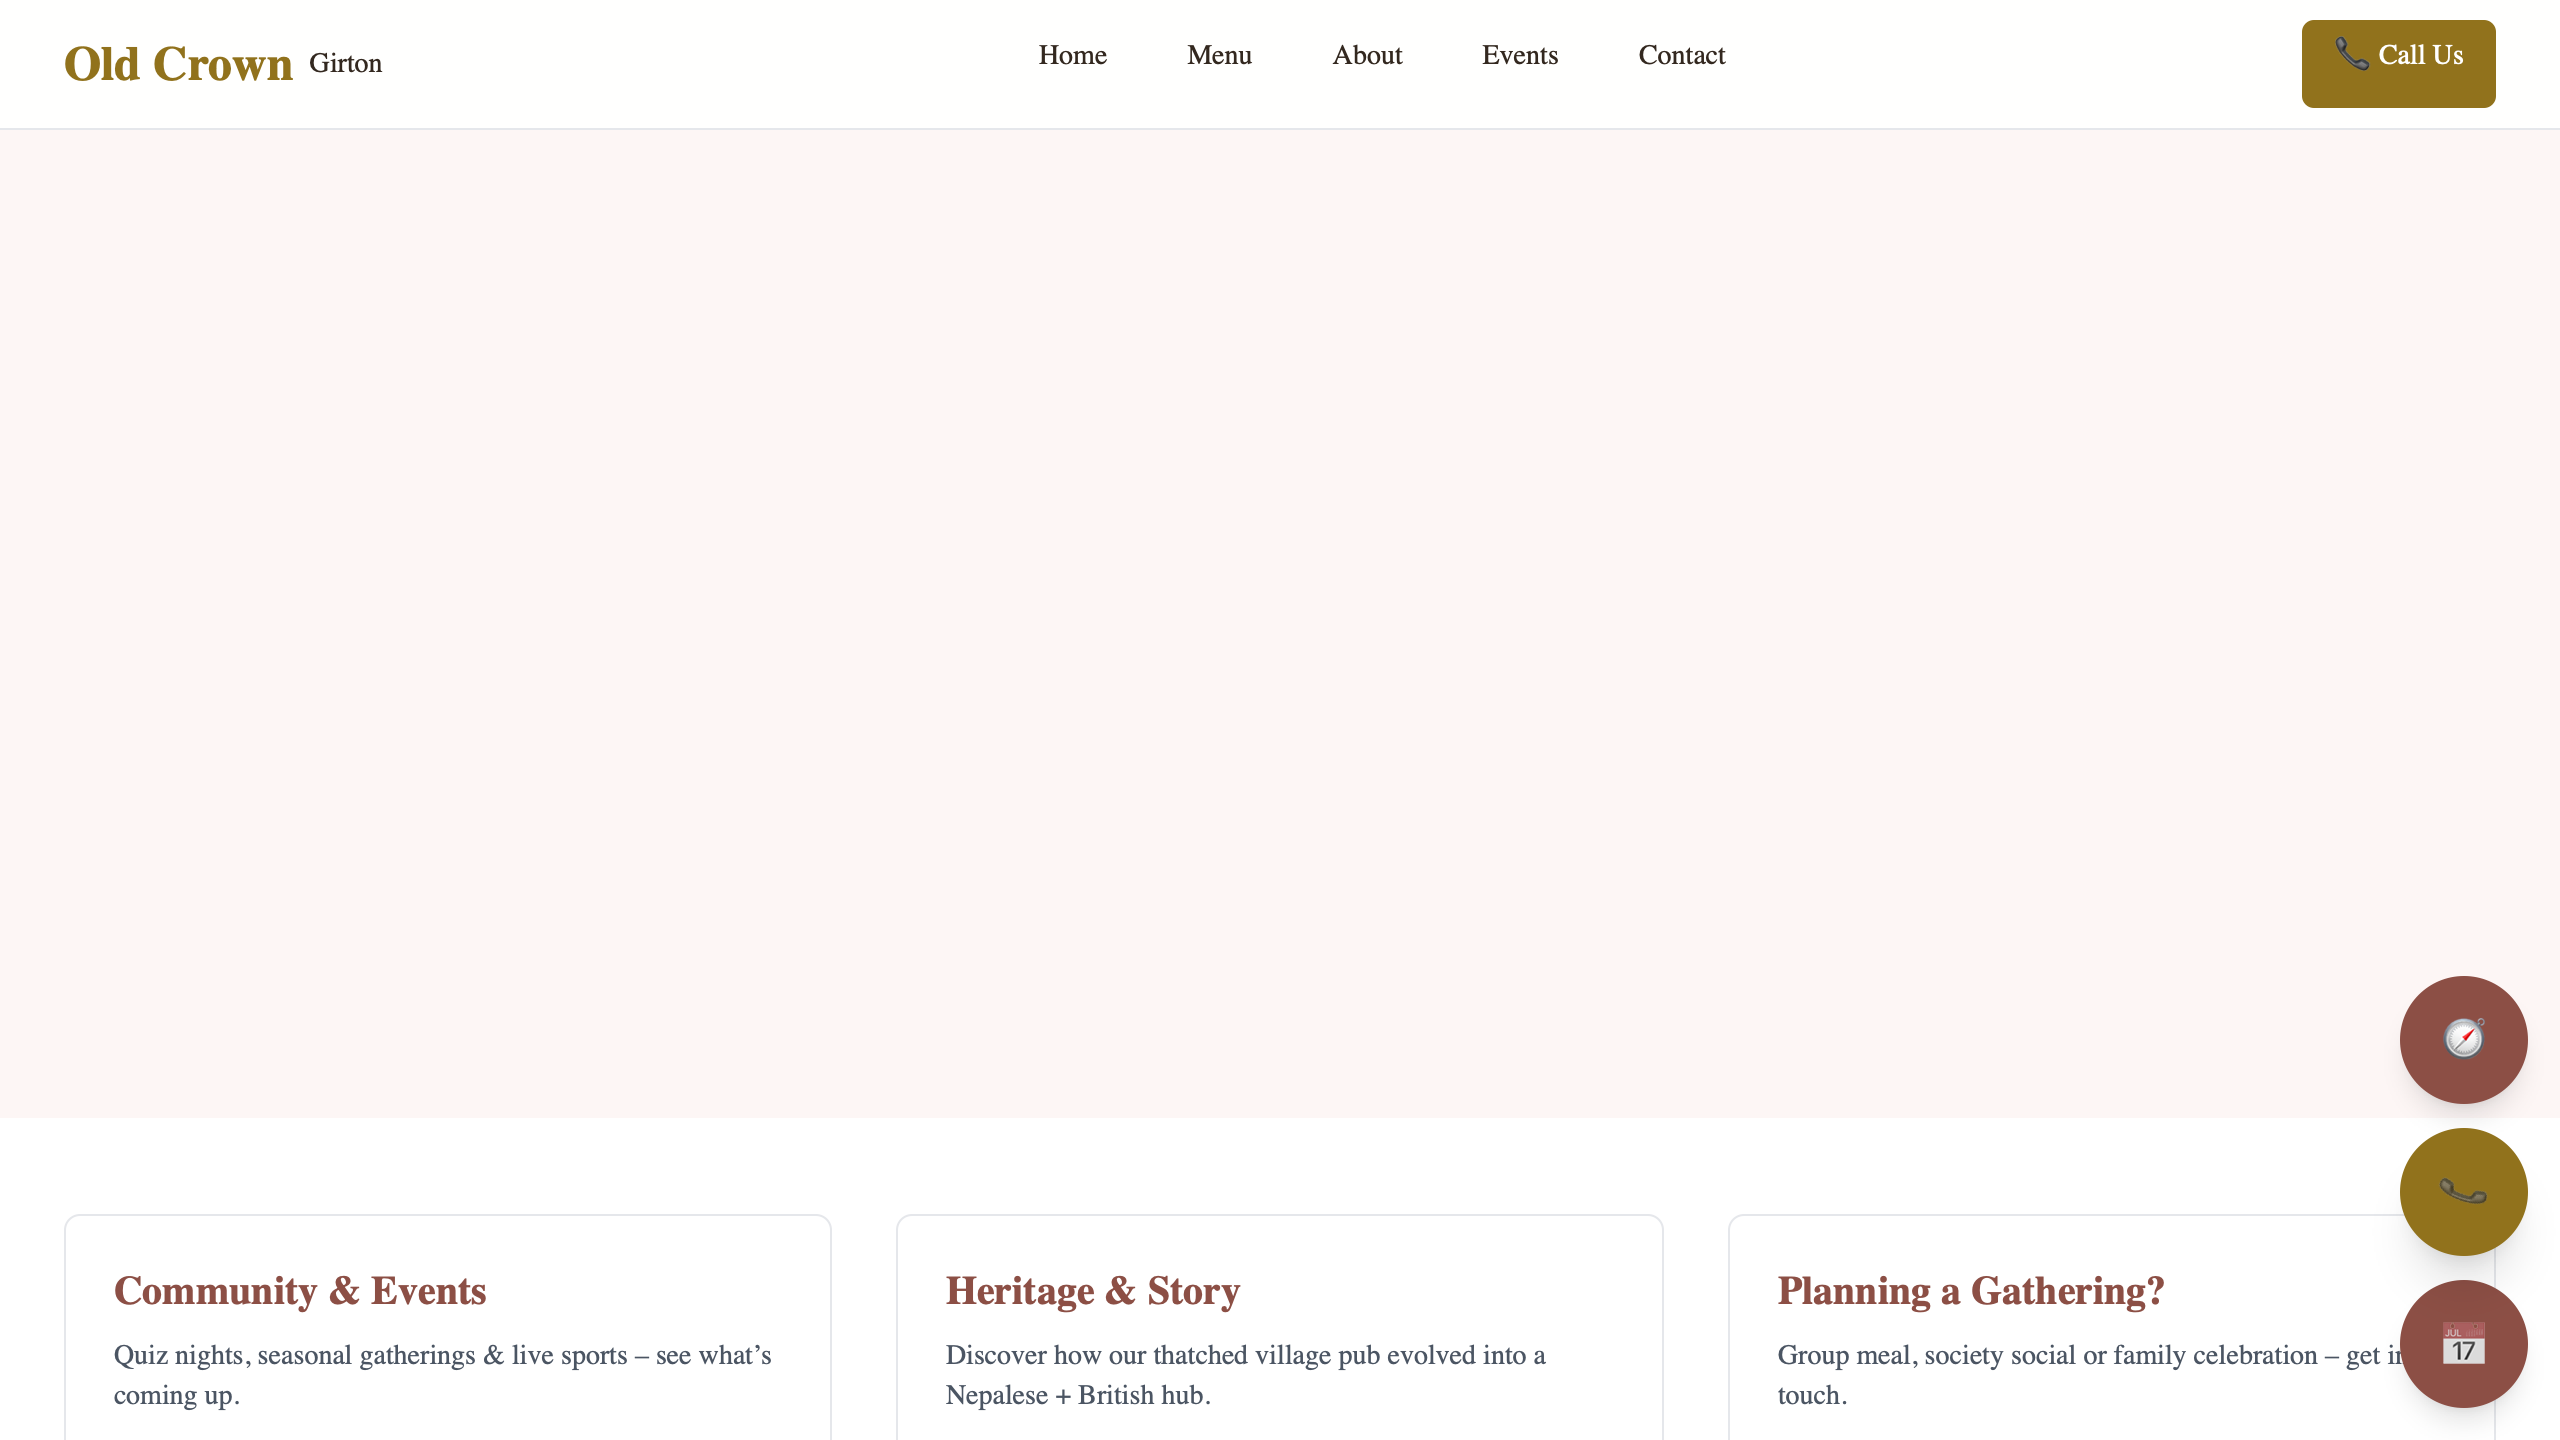 Old Crown Girton
Home Menu About Events Contact
📞 Call Us
Community & Events
Quiz nights, seasonal gatherings & live sports – see what’s
coming up.
Heritage & Story
Discover how our thatched village pub evolved into a
Nepalese + British hub.
Planning a Gathering?
Group meal, society social or family celebration – get
touch.
JUL
17